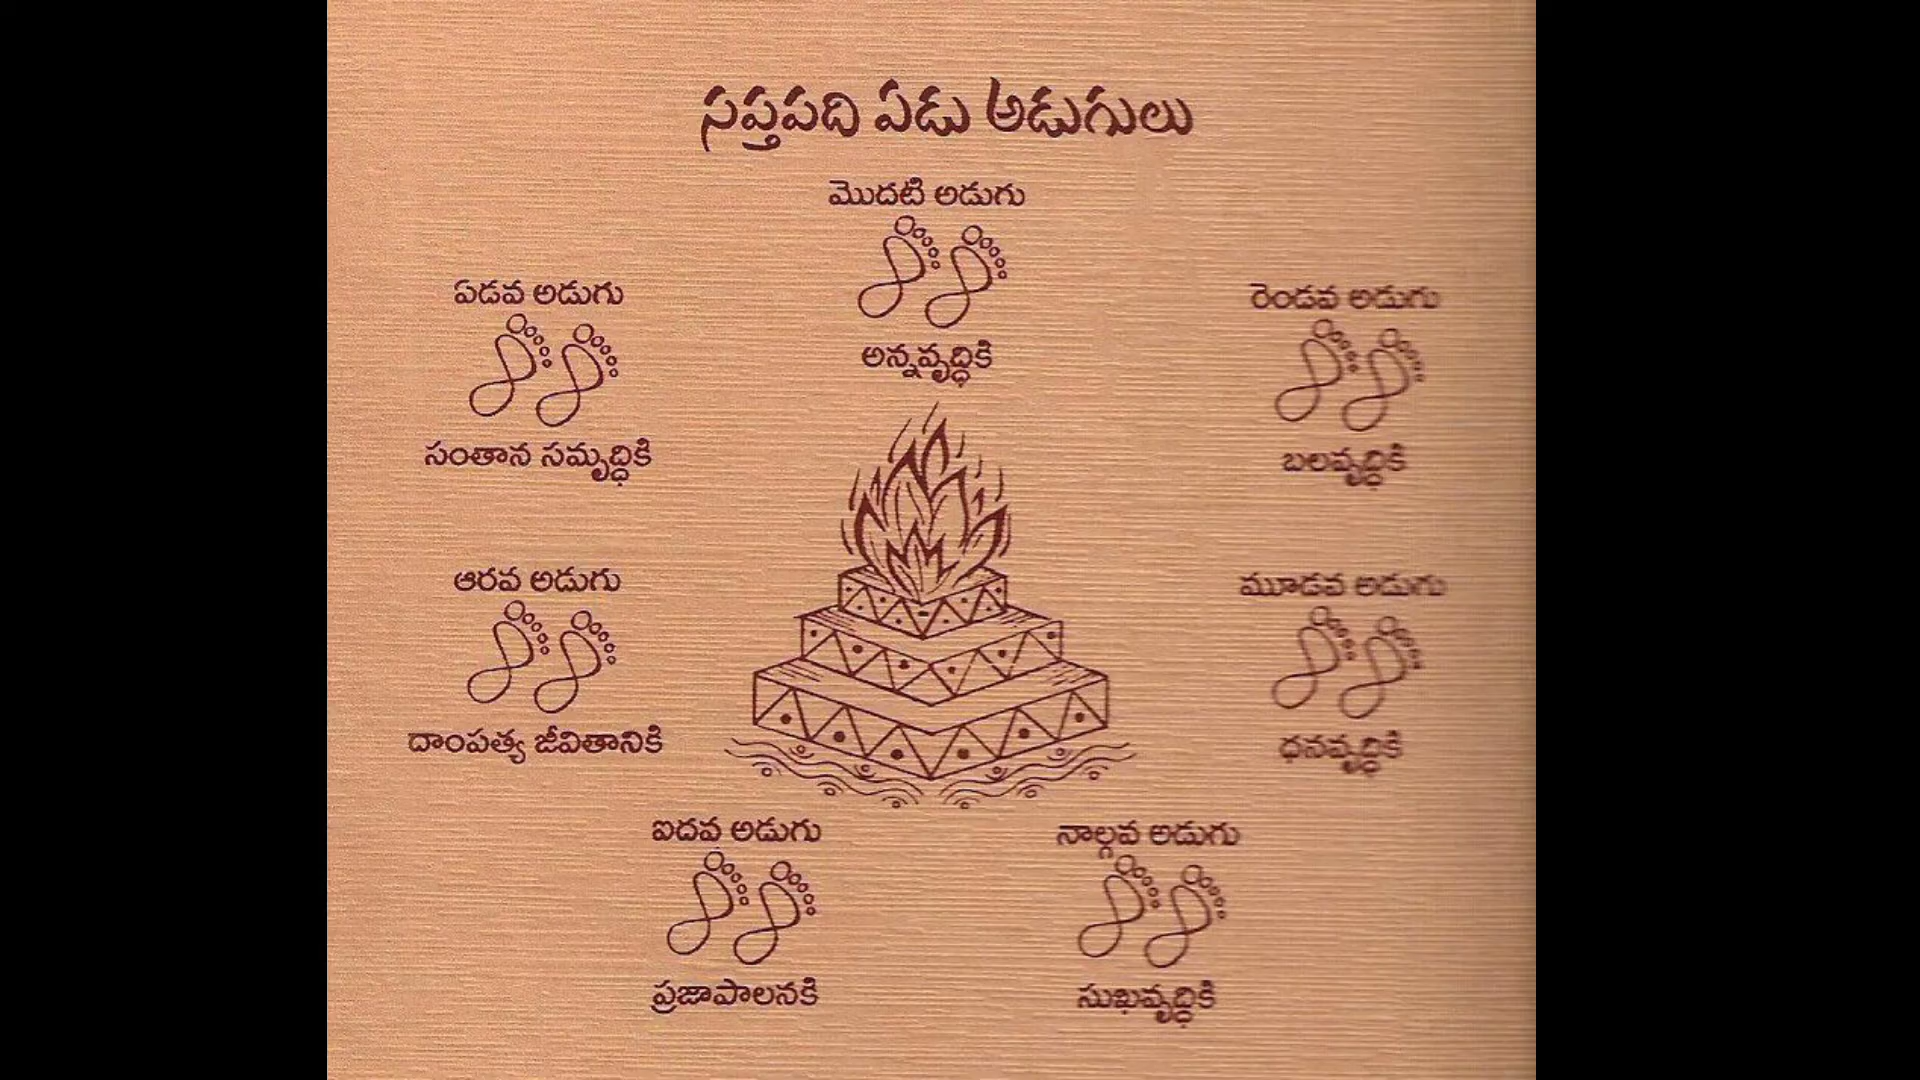 సప్తపది ఏడు అడుగులు
మొదటి అడుగు
అన్నవృద్ధికి
రెండవ అడుగు
బలవృద్ధికి
మూడవ అడుగు
ధనవృద్ధికి
నాల్గవ అడుగు
సుఖవృద్ధికి
ఐదవ అడుగు
ప్రజాపాలనకి
ఆరవ అడుగు
దాంపత్య జీవితానికి
ఏడవ అడుగు
సంతాన సమృద్ధికి